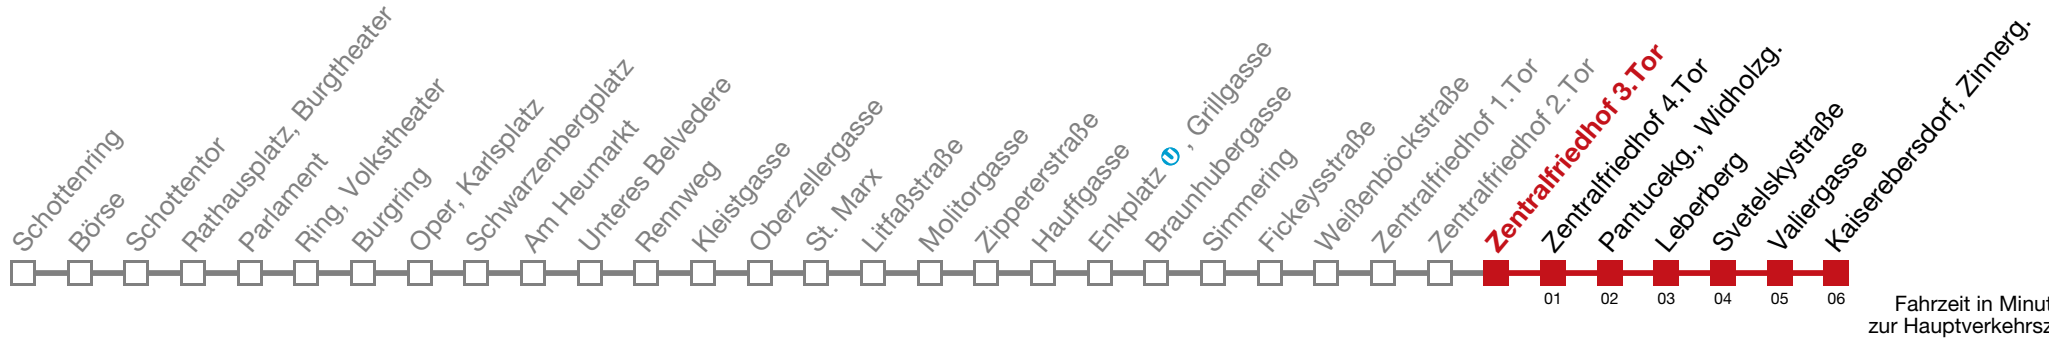 Schottenring
Börse
Schottentor
Rathausplatz, Burgtheater
Parlament
Ring, Volkstheater
Burgring
Oper, Karlsplatz
Schwarzenbergplatz
Am Heumarkt
Unteres Belvedere
Rennweg
Kleistgasse
Oberzellergasse
St. Marx
Litfaßstraße
Molitorgasse
Zippererstraße
Hauffgasse
Enkplatz U, Grillgasse
Braunhubergasse
Simmering
Fickeysstraße
Weißenböckstraße
Zentralfriedhof 1.Tor
Zentralfriedhof 2.Tor
Zentralfriedhof 3.Tor
Zentralfriedhof 4.Tor
Pantucekg., Widholzg.
Leberberg
Svetelskystraße
Valiergasse
Kaiserebersdorf, Zinnerg.
01 02 03 04 05 06
Fahrzeit in Minut
zur Hauptverkehrsz